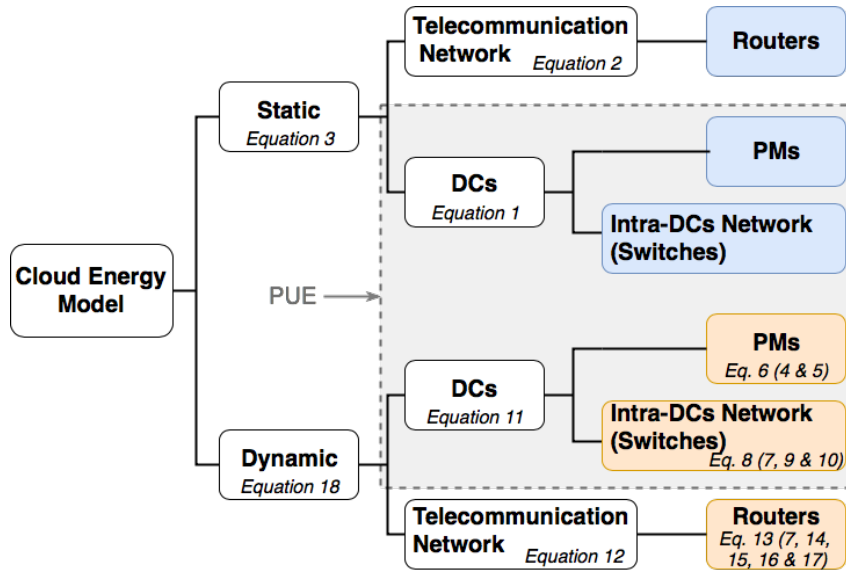 Telecommunication
Network Equation 2
Routers
Static
Equation 3
PMs
DCs
Equation 1
Intra-DCs Network
(Switches)
Cloud Energy
Model
PUE
PMs
Eq. 6 (4 & 5)
DCs
Equation 11
Intra-DCs Network
(Switches)
Eq. 8 (7, 9 & 10)
Dynamic
Equation 18
Telecommunication
Network Equation 12
Routers
Eq. 13 (7, 14,
15, 16 & 17)